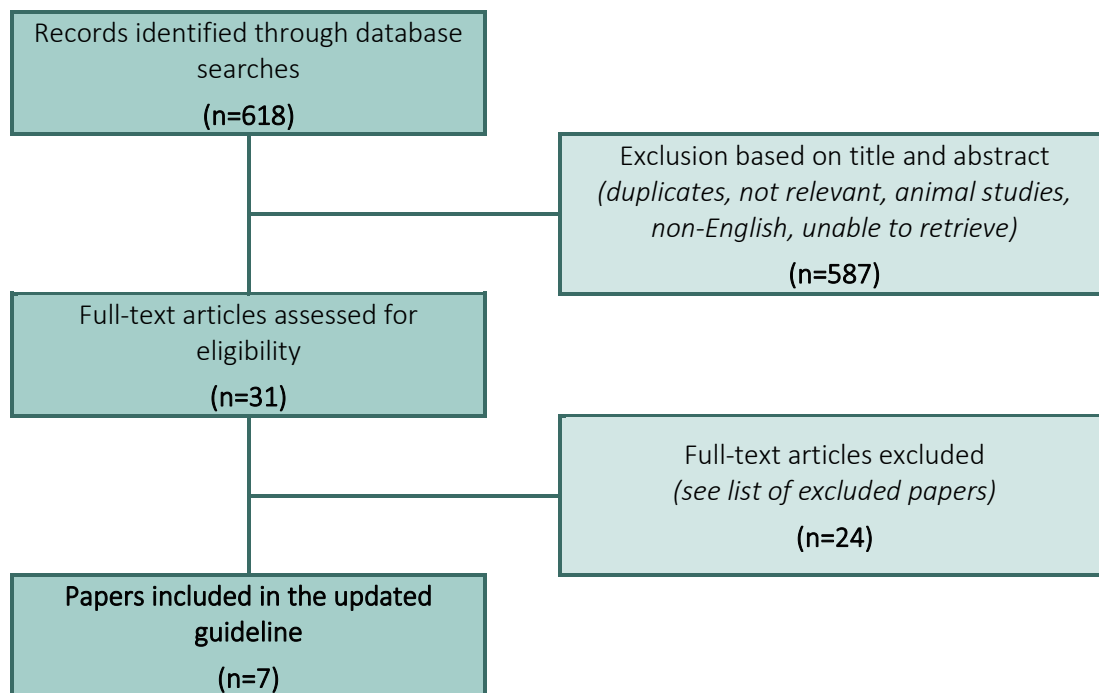 Records identified through database
searches
(n=618)
Exclusion based on title and abstract
(duplicates, not relevant, animal studies,
non-English, unable to retrieve)
(n=587)
Full-text articles assessed for
eligibility
(n=31)
Full-text articles excluded
(see list of excluded papers)
(n=24)
Papers included in the updated
guideline
(n=7)